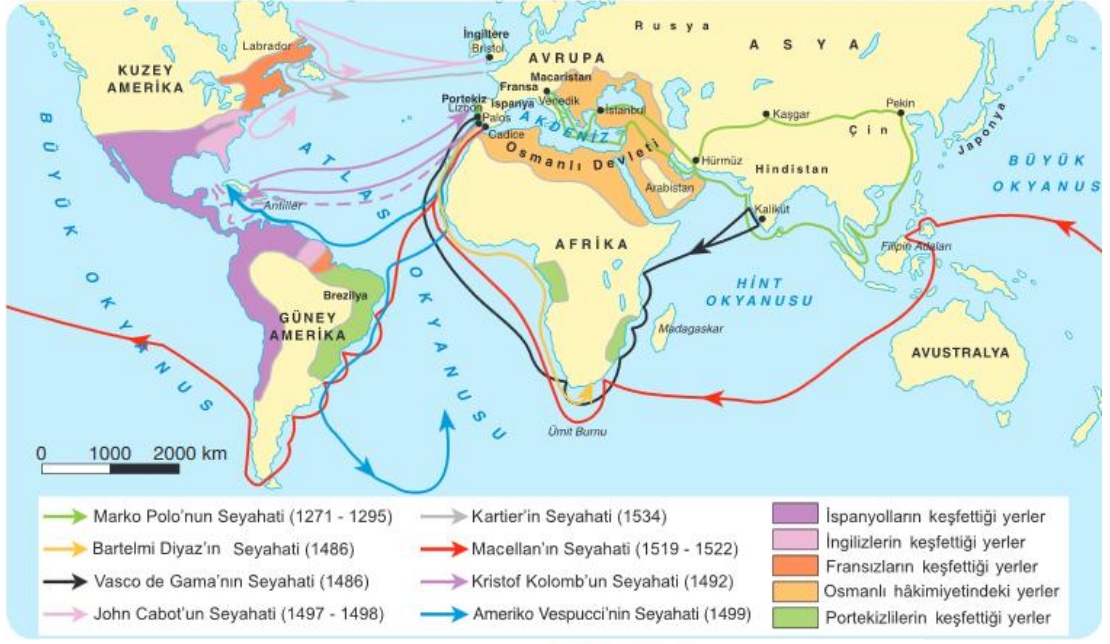 Rusya
ASYA
İngiltere
Bristol
Labrador
AVRUPA
KUZEY
AMERİKA
Macaristan
Fransa
Venedik
Portekiz
İspanya
Lizbon
Palos
Cadice
İstanbul
AKDENİZ
Kaşgar
Pekin
Çin
Japonya
Osmanlı Devleti
Hürmüz
Hindistan
Arabistan
BÜYÜK
OKYANUS
BÜYÜK OKYANUS
ATLAS OKYANUSU
Antiller
Kaliküt
AFRİKA
Filipin Adaları
HİNT
OKYANUSU
Brezilya
GÜNEY
AMERİKA
Madagaskar
AVUSTRALYA
Ümit Burnu
0 1000 2000 km
Marko Polo'nun Seyahati (1271 - 1295)
Bartelmi Diyaz'ın Seyahati (1486)
Vasco de Gama'nın Seyahati (1486)
John Cabot'un Seyahati (1497 - 1498)
Kartier'in Seyahati (1534)
Macellan'ın Seyahati (1519 - 1522)
Kristof Kolomb'un Seyahati (1492)
Ameriko Vespucci'nin Seyahati (1499)
İspanyolların keşfettiği yerler
İngilizlerin keşfettiği yerler
Fransızların keşfettiği yerler
Osmanlı hâkimiyetindeki yerler
Portekizlilerin keşfettiği yerler